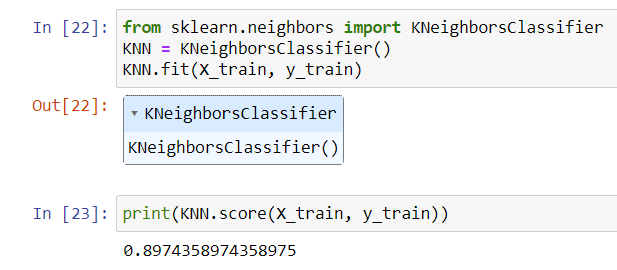 In [22]: from sklearn.neighbors import KNeighborsClassifier
KNN = KNeighborsClassifier()
KNN.fit(X_train, y_train)
Out[22]: ▾ KNeighborsClassifier
KNeighborsClassifier()
In [23]: print(KNN.score(X_train, y_train))
0.8974358974358975